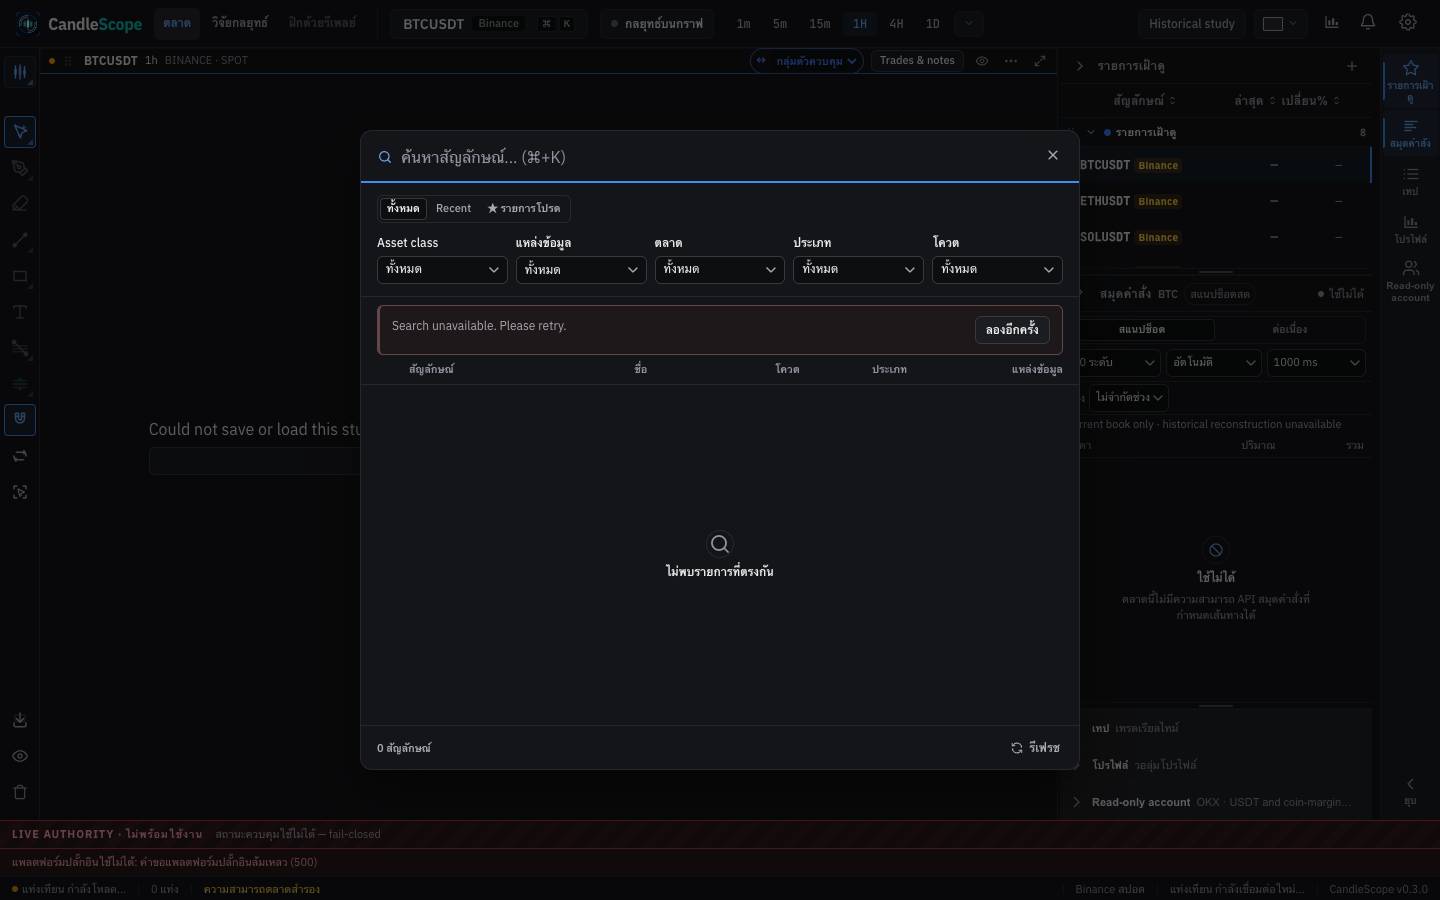 CandleScope ตลาด วิจัยกลยุทธ์ ฝึกด้วยรีเพลย์ BTCUSDT Binance ⌘ K กลยุทธ์บนกราฟ 1m 5m 15m 1H 4H 1D Historical study
BTCUSDT 1h BINANCE · SPOT กลุ่มตัวควบคุม Trades & notes
รายการเฝ้าดู
สัญลักษณ์ ล่าสุด เปลี่ยน%
รายการเฝ้าดู 8
BTCUSDT Binance — —
ETHUSDT Binance — —
SOLUSDT Binance — —
รายการเฝ้าดู
สมุดคำสั่ง
เทป
โปรไฟล์
Read-only account
ค้นหาสัญลักษณ์... (⌘+K)
ทั้งหมด Recent ★ รายการโปรด
Asset class แหล่งข้อมูล ตลาด ประเภท โควต
ทั้งหมด ทั้งหมด ทั้งหมด ทั้งหมด ทั้งหมด
Search unavailable. Please retry. ลองอีกครั้ง
สัญลักษณ์ ชื่อ โควต ประเภท แหล่งข้อมูล
ไม่พบรายการที่ตรงกัน
0 สัญลักษณ์ รีเฟรช
Could not save or load this stu
สมุดคำสั่ง BTC สแนปช็อตสด ใช้ไม่ได้
สแนปช็อต ต่อเนื่อง
0 ระดับ อัตโนมัติ 1000 ms
ไม่จำกัดช่วง
rrent book only · historical reconstruction unavailable
ปริมาณ รวม
ใช้ไม่ได้
ตลาดนี้ไม่มีความสามารถ API สมุดคำสั่งที่
กำหนดเส้นทางได้
เทป เทรดเรียลไทม์
โปรไฟล์ วอลุ่มโปรไฟล์
Read-only account OKX · USDT and coin-margin...
ยุบ
LIVE AUTHORITY · ไม่พร้อมใช้งาน สถานะควบคุมใช้ไม่ได้ — fail-closed
แพลตฟอร์มปลั๊กอินใช้ไม่ได้: คำขอแพลตฟอร์มปลั๊กอินล้มเหลว (500)
แท่งเทียน กำลังโหลด... 0 แท่ง ความสามารถตลาดสำรอง Binance สปอต แท่งเทียน กำลังเชื่อมต่อใหม่... CandleScope v0.3.0